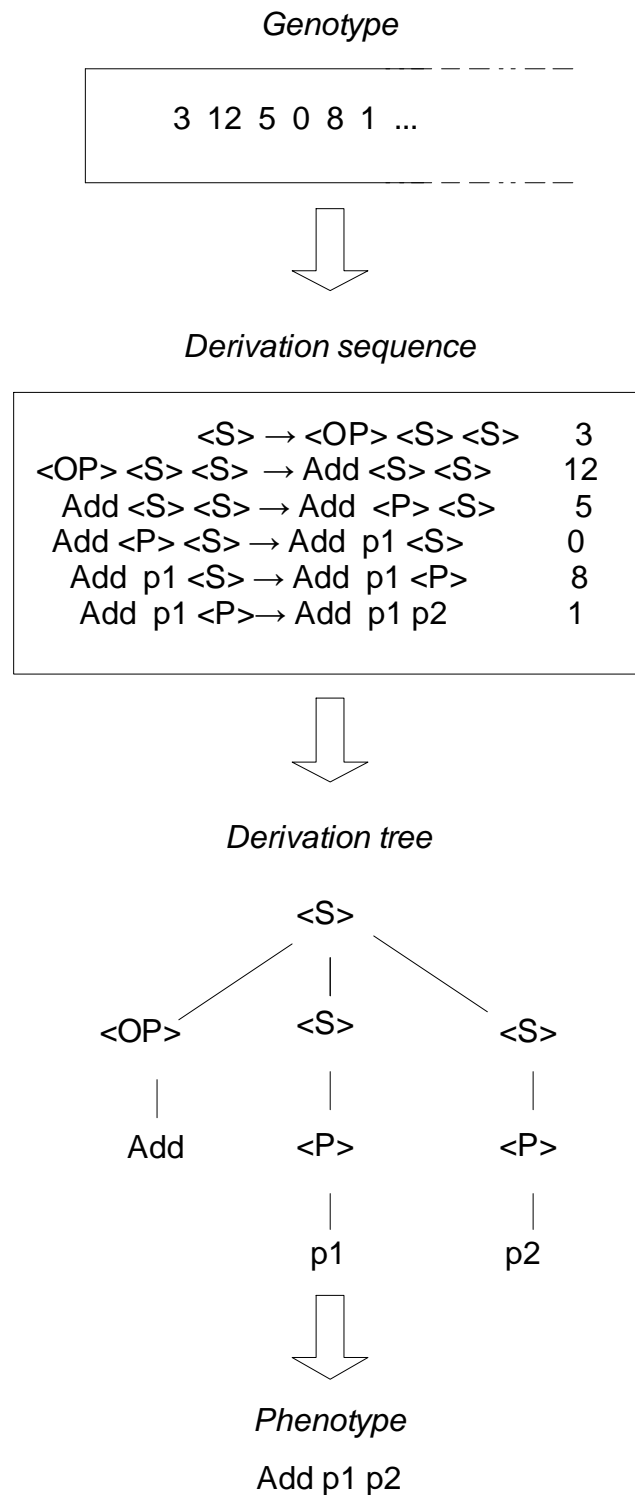 Genotype
3 12 5 0 8 1 ...
Derivation sequence
<S> → <OP> <S> <S> 3
<OP> <S> <S> → Add <S> <S> 12
Add <S> <S> → Add <P> <S> 5
Add <P> <S> → Add p1 <S> 0
Add p1 <S> → Add p1 <P> 8
Add p1 <P> → Add p1 p2 1
Derivation tree
<S>
<OP> <S> <S>
Add <P> <P>
p1 p2
Phenotype
Add p1 p2